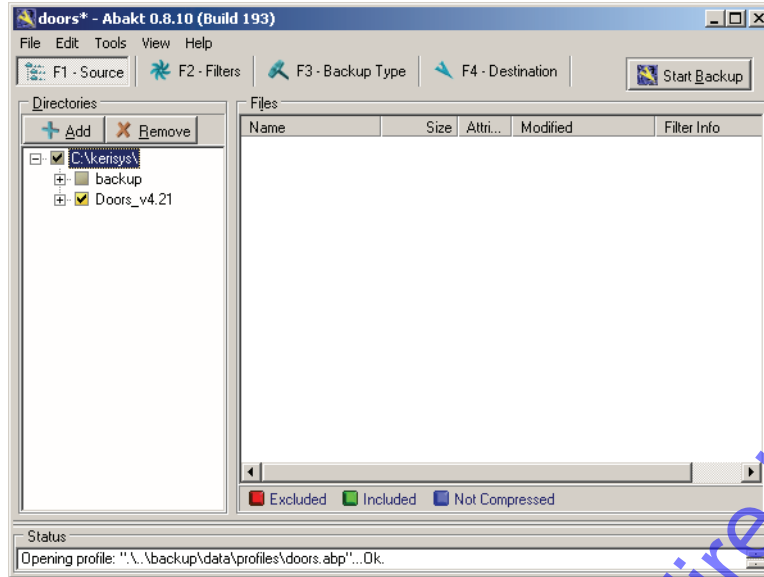 doors* - Abakt 0.8.10 (Build 193)
File Edit Tools View Help
F1 - Source F2 - Filters F3 - Backup Type F4 - Destination Start Backup
Directories
Add Remove
C:\kerisys\
backup
Doors_v4.21
Files
Name Size Attri... Modified Filter Info
Excluded Included Not Compressed
Status
Opening profile: ".\..\backup\data\profiles\doors.abp"...Ok.